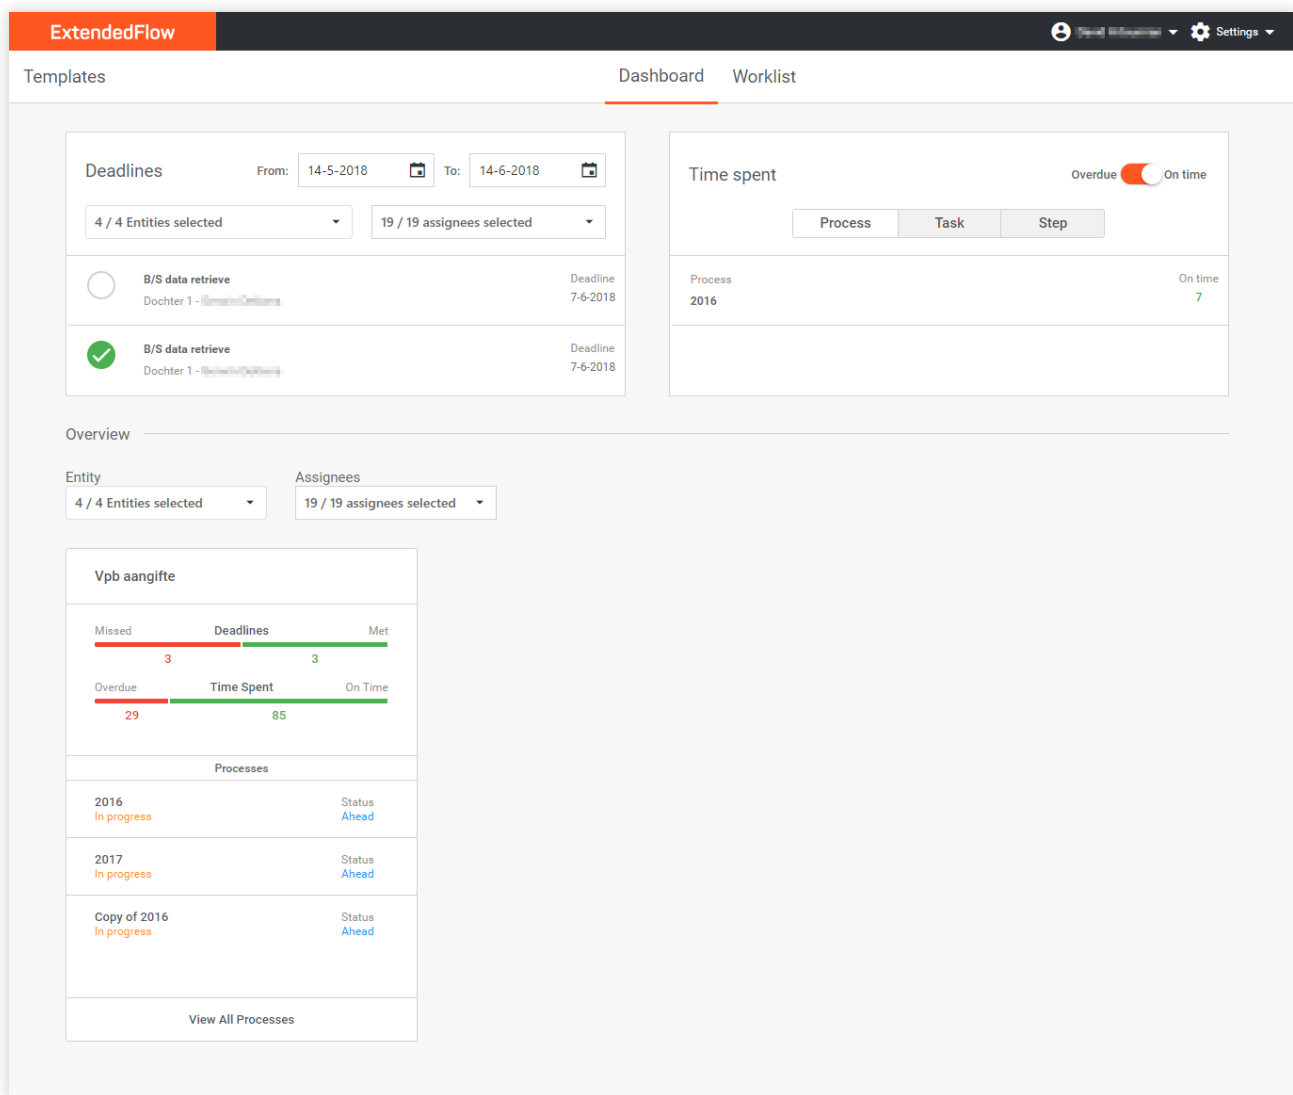 ExtendedFlow
Settings
Templates
Dashboard
Worklist
Deadlines
From:
14-5-2018
To:
14-6-2018
4 / 4 Entities selected
19 / 19 assignees selected
B/S data retrieve
Deadline
Dochter 1 -
7-6-2018
B/S data retrieve
Deadline
Dochter 1 -
7-6-2018
Time spent
Overdue
On time
Process
Task
Step
Process
On time
2016
7
Overview
Entity
Assignees
4 / 4 Entities selected
19 / 19 assignees selected
Vpb aangifte
Missed
Deadlines
Met
3
3
Overdue
Time Spent
On Time
29
85
Processes
2016
Status
In progress
Ahead
2017
Status
In progress
Ahead
Copy of 2016
Status
In progress
Ahead
View All Processes